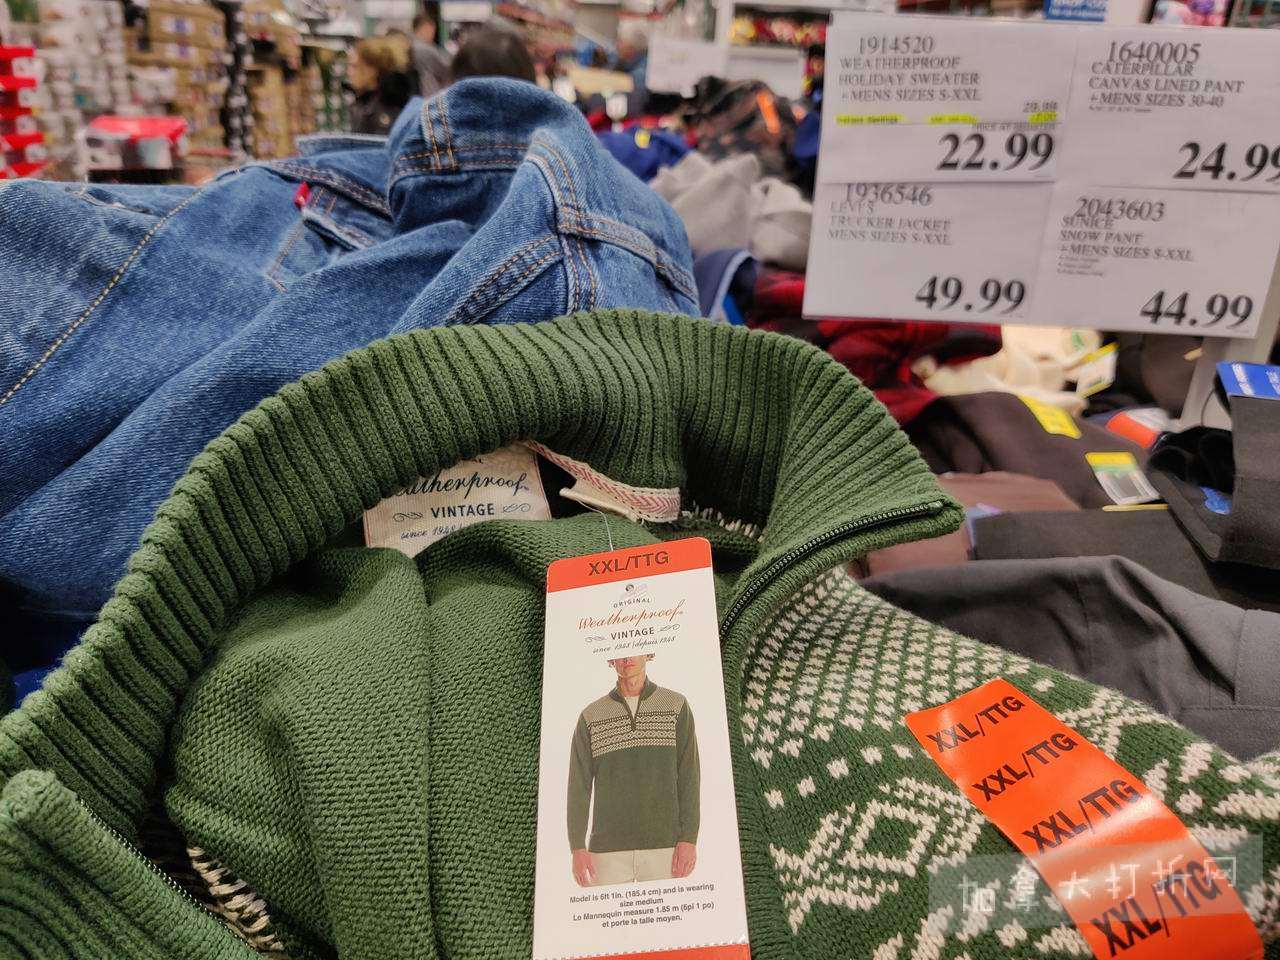 1914520
WEATHERPROOF
HOLIDAY SWEATER
+MENS SIZES S-XXL
29.99
22.99
1640005
CATERPILLAR
CANVAS LINED PANT
+MENS SIZES 30-40
24.99
1936546
LEVI'S
TRUCKER JACKET
MENS SIZES S-XXL
49.99
2043603
SUNICE
SNOW PANT
+MENS SIZES S-XXL
44.99
Weatherproof
VINTAGE
since 1948
XXL/TTG
ORIGINAL
Weatherproof
VINTAGE
since 1948 / depuis 1948
Model is 6ft 1in. (185.4 cm) and is wearing
size medium
Le Mannequin measure 1.85 m (6pi 1 po)
et porte la taille moyen.
XXL/TTG
XXL/TTG
XXL/TTG
XXL/TTG
加拿大打折网